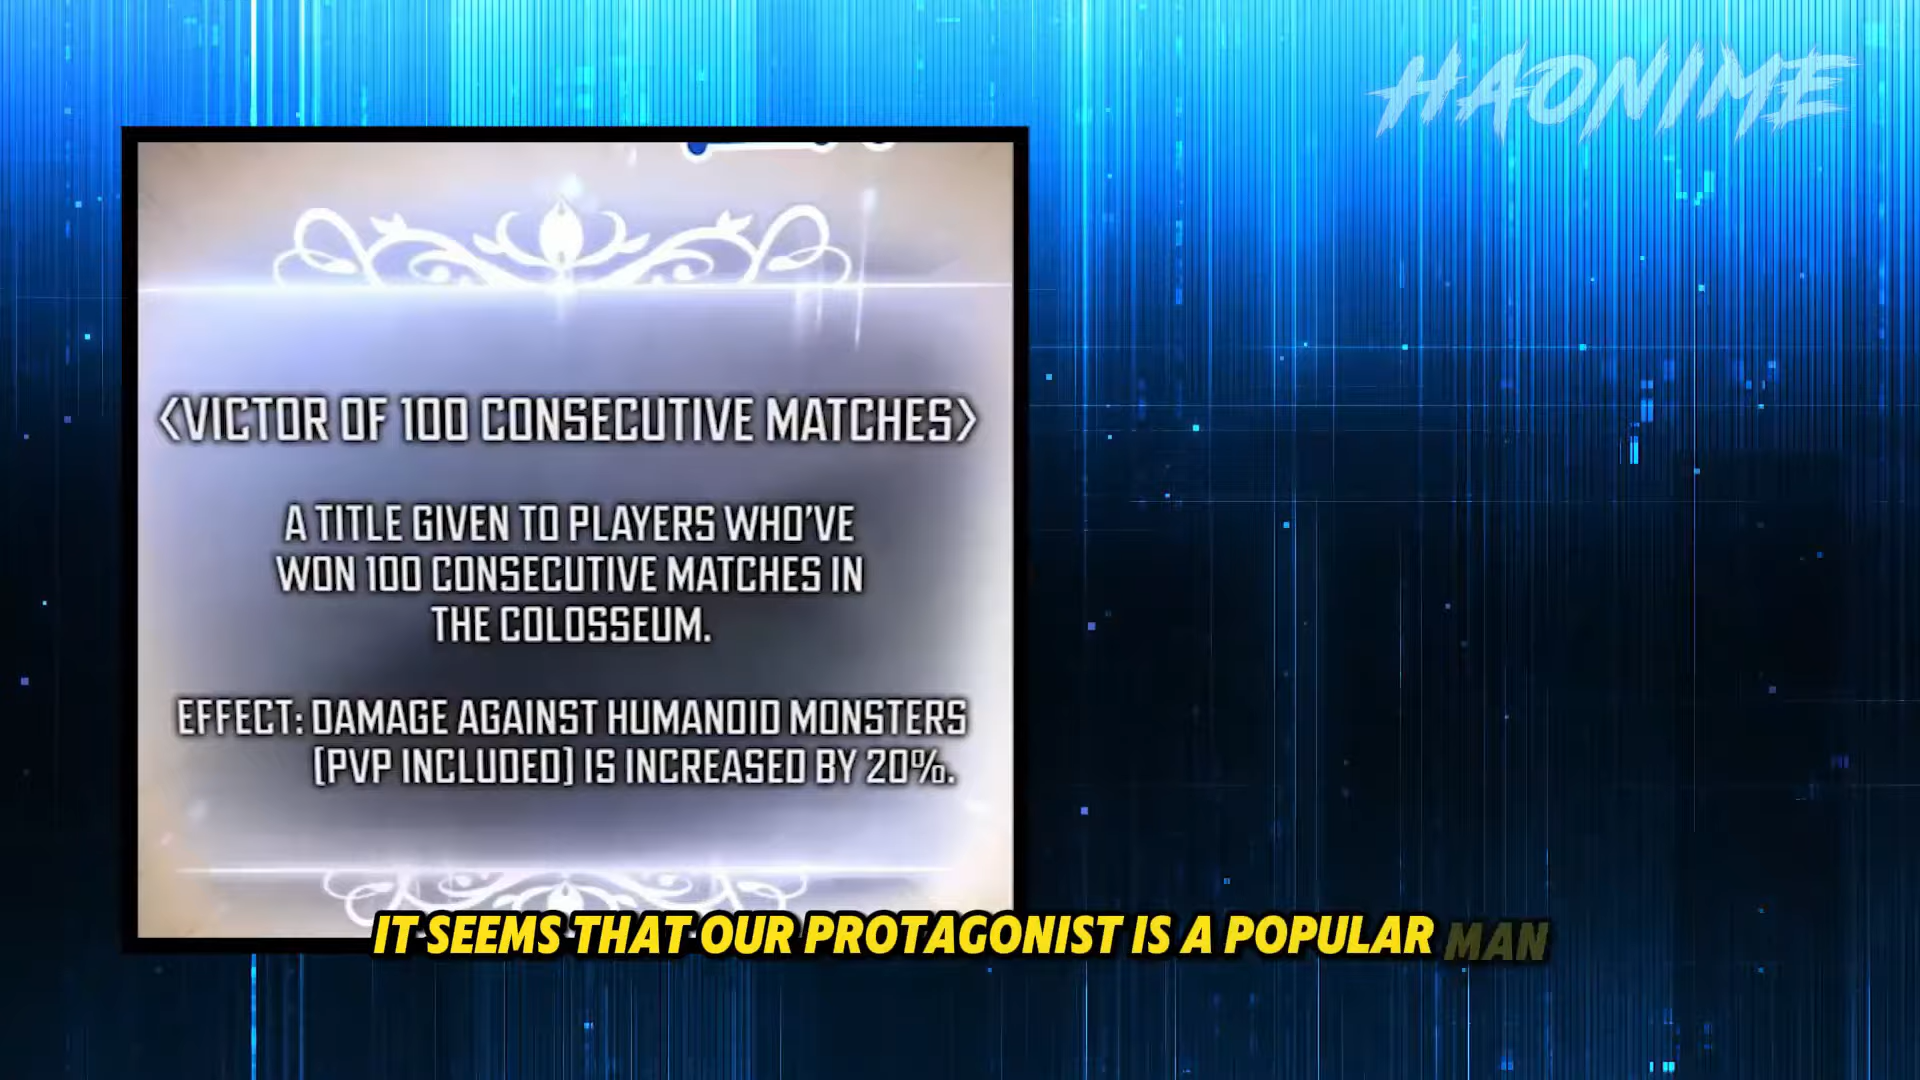 HAONIME
<VICTOR OF 100 CONSECUTIVE MATCHES>
A TITLE GIVEN TO PLAYERS WHO'VE
WON 100 CONSECUTIVE MATCHES IN
THE COLOSSEUM.
EFFECT: DAMAGE AGAINST HUMANOID MONSTERS
[PVP INCLUDED] IS INCREASED BY 20%.
IT SEEMS THAT OUR PROTAGONIST IS A POPULAR MAN